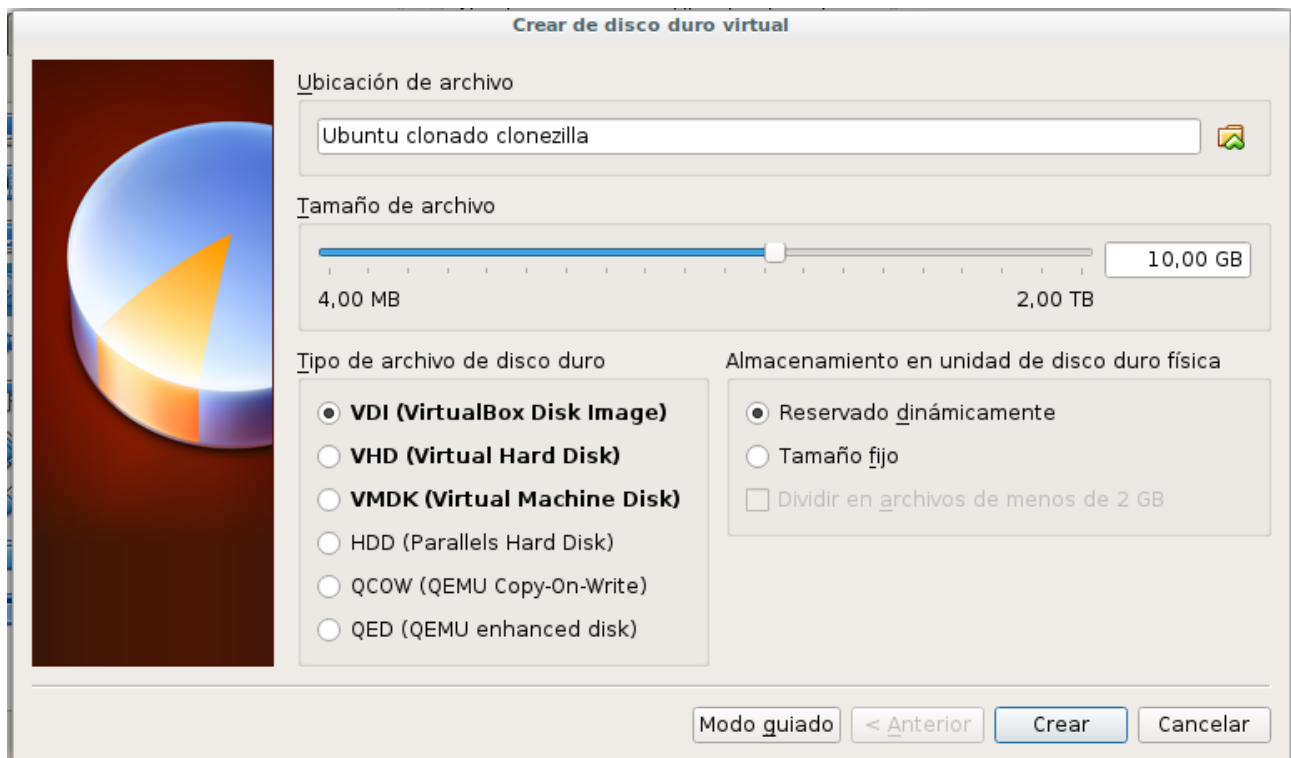 Crear de disco duro virtual
Ubicación de archivo
Ubuntu clonado clonezilla
Tamaño de archivo
10,00 GB
4,00 MB 2,00 TB
Tipo de archivo de disco duro
VDI (VirtualBox Disk Image)
VHD (Virtual Hard Disk)
VMDK (Virtual Machine Disk)
HDD (Parallels Hard Disk)
QCOW (QEMU Copy-On-Write)
QED (QEMU enhanced disk)
Almacenamiento en unidad de disco duro física
Reservado dinámicamente
Tamaño fijo
Dividir en archivos de menos de 2 GB
Modo guiado < Anterior Crear Cancelar